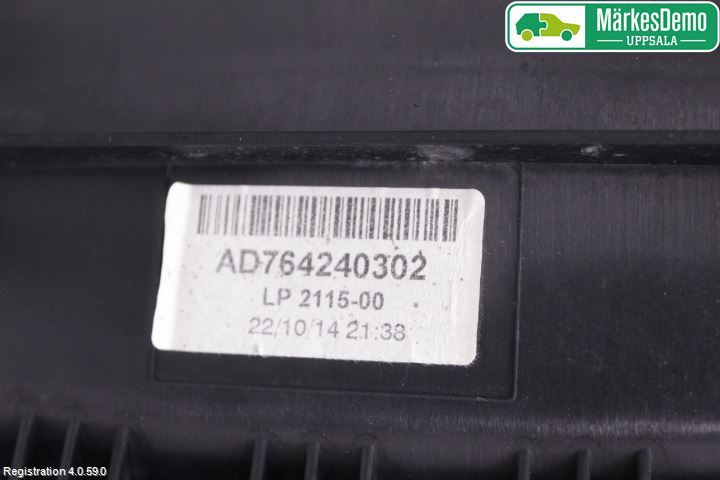 MärkesDemo
UPPSALA
AD764240302
LP 2115-00
22/10/14 21:38
Registration 4.0.59.0